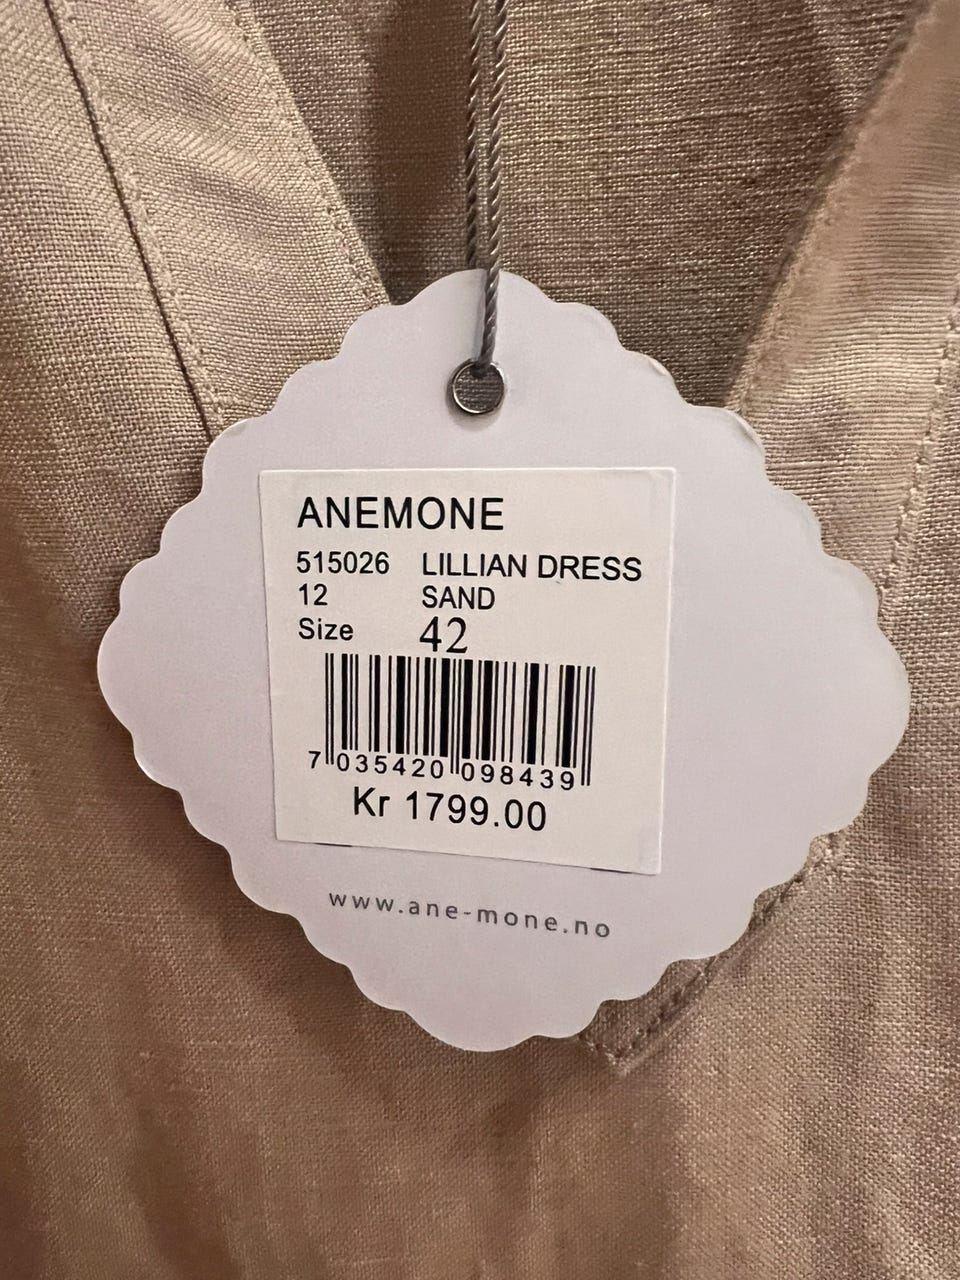 ANEMONE
515026 LILLIAN DRESS
12 SAND
Size 42
7 035420 098439
Kr 1799.00
www.ane-mone.no